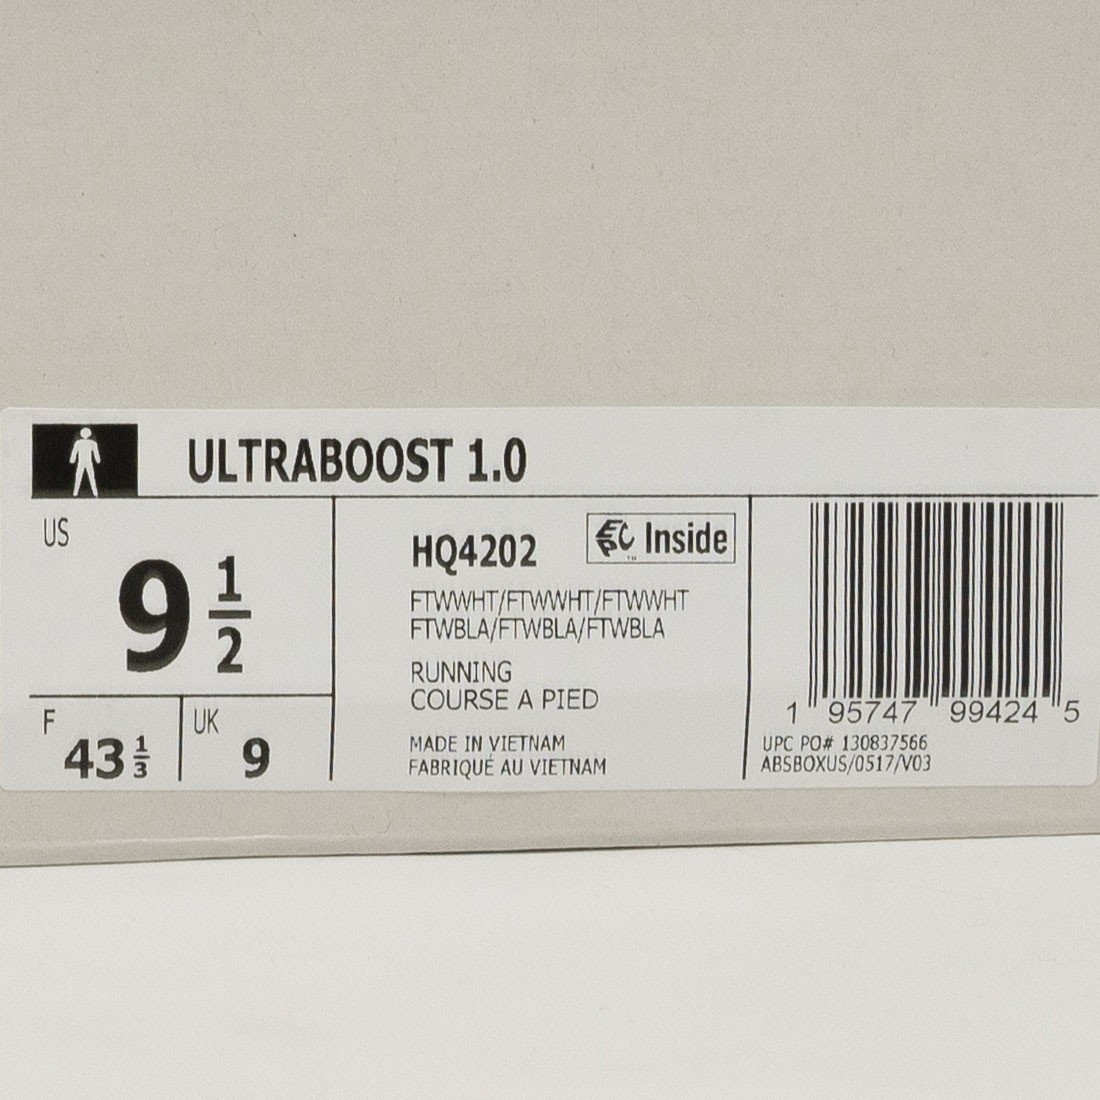 ULTRABOOST 1.0
US
9 1/2
F
43 1/3
UK
9
HQ4202
EPC Inside
™
FTWWHT/FTWWHT/FTWWHT
FTWBLA/FTWBLA/FTWBLA
RUNNING
COURSE A PIED
MADE IN VIETNAM
FABRIQUÉ AU VIETNAM
1 95747 99424 5
UPC PO# 130837566
ABSBOXUS/0517/V03